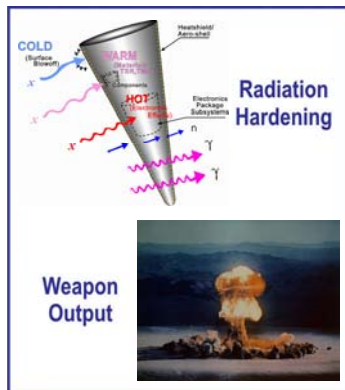 COLD
(Surface
Blowoff)
x
WARM
Components
x
HOT
x
Heatshield/
Aero-shell
Electronics
Package
Subsystems
n
γ
γ
Radiation
Hardening
Weapon
Output